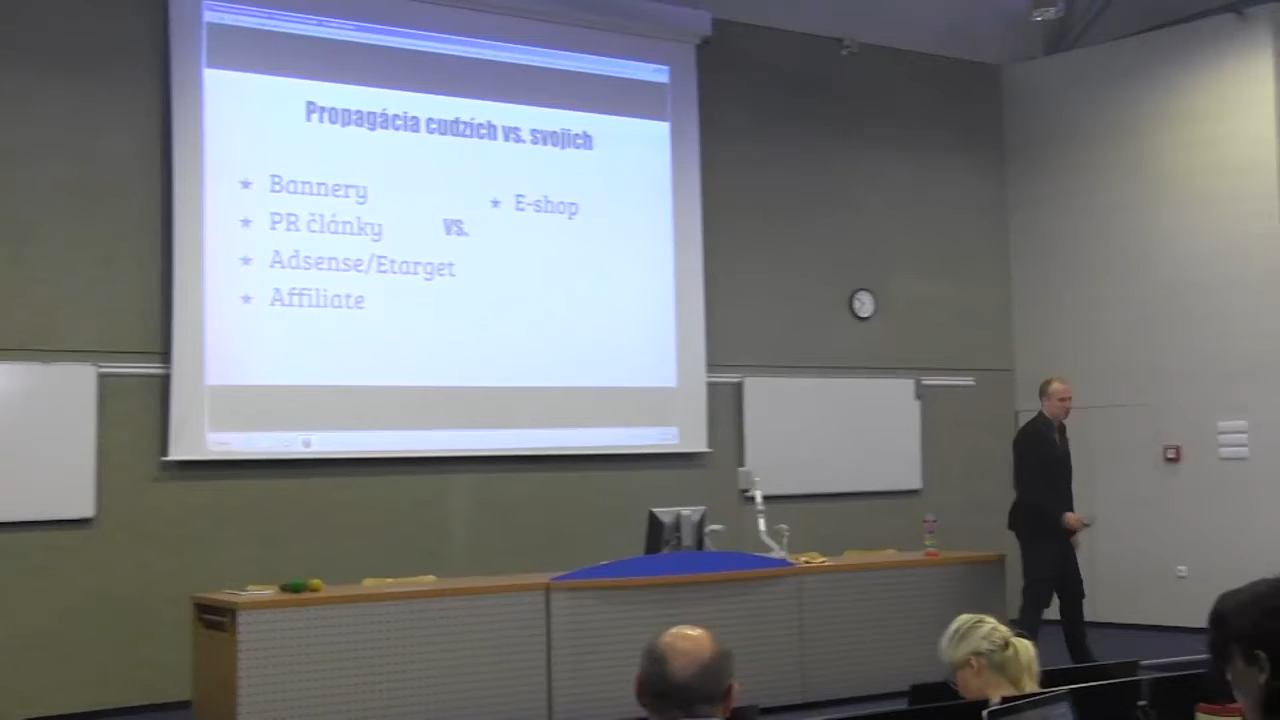 Propagácia cudzích vs. svojich
★ Bannery
★ PR články
★ Adsense/Etarget
★ Affiliate
vs.
★ E-shop